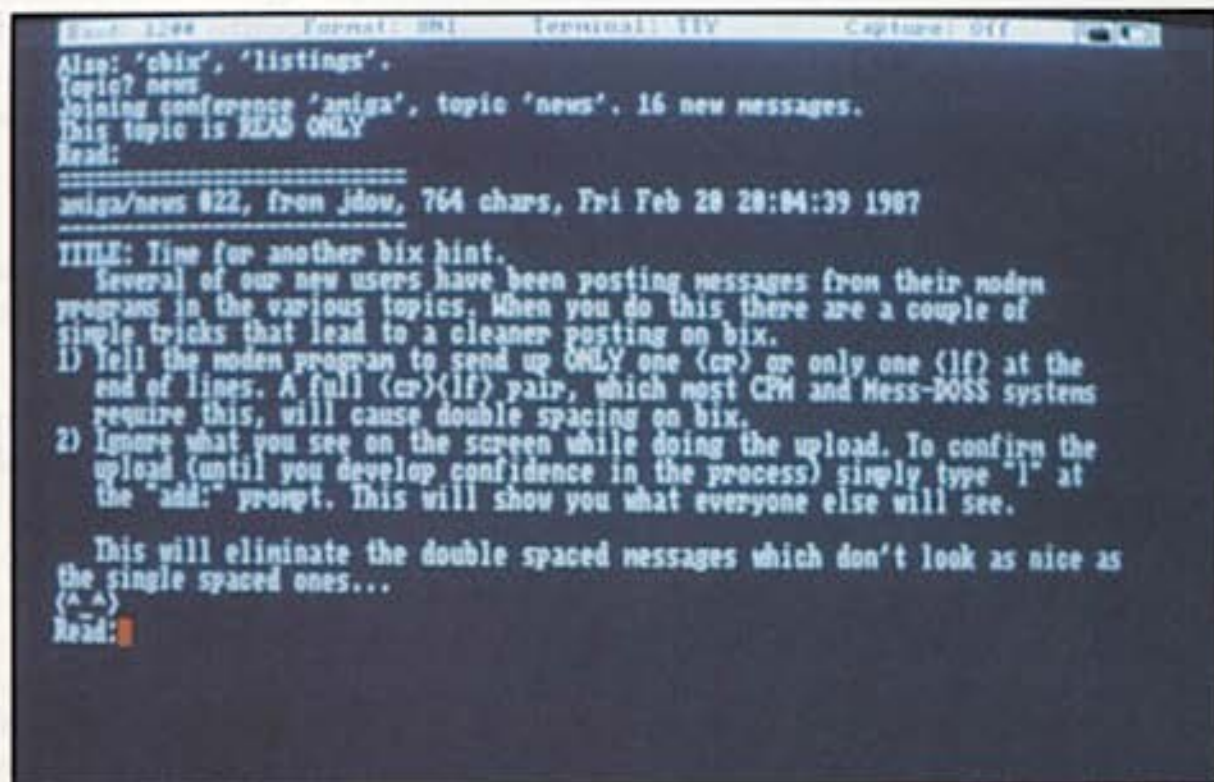 Baud: 1200 Format: 8N1 Terminal: TTY Capture: Off
Also: 'cbix', 'listings'.
Topic? news
Joining conference 'amiga', topic 'news'. 16 new messages.
This topic is READ ONLY
Read:
==========================
amiga/news #22, from jdow, 764 chars, Fri Feb 20 20:04:39 1987
--------------------------
TITLE: Time for another bix hint.
Several of our new users have been posting messages from their modem
programs in the various topics. When you do this there are a couple of
simple tricks that lead to a cleaner posting on bix.
1) Tell the modem program to send up ONLY one {cr} or only one {lf} at the
end of lines. A full {cr}{lf} pair, which most CPM and Mess-DOSS systems
require this, will cause double spacing on bix.
2) Ignore what you see on the screen while doing the upload. To confirm the
upload (until you develop confidence in the process) simply type "l" at
the "add:" prompt. This will show you what everyone else will see.
This will eliminate the double spaced messages which don't look as nice as
the single spaced ones...
{^_^}
Read: